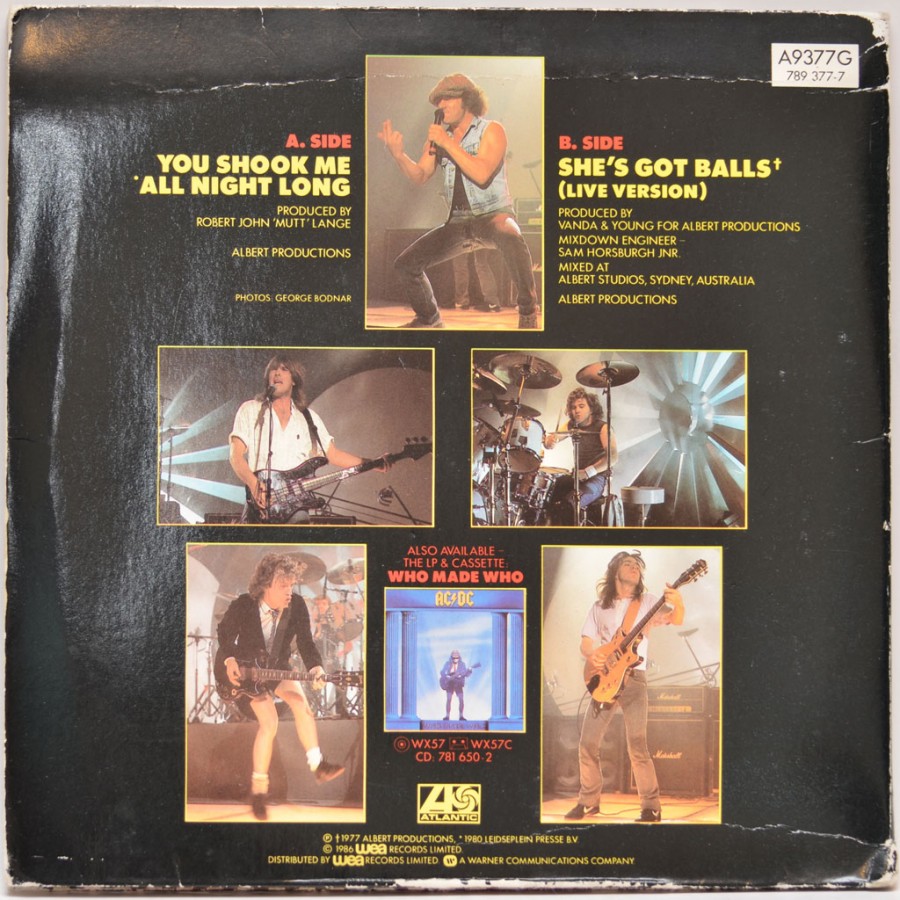 A9377G
789 377-7
A. SIDE
YOU SHOOK ME
*ALL NIGHT LONG
PRODUCED BY
ROBERT JOHN 'MUTT' LANGE
ALBERT PRODUCTIONS
PHOTOS: GEORGE BODNAR
B. SIDE
SHE'S GOT BALLS†
(LIVE VERSION)
PRODUCED BY
VANDA & YOUNG FOR ALBERT PRODUCTIONS
MIXDOWN ENGINEER –
SAM HORSBURGH JNR.
MIXED AT
ALBERT STUDIOS, SYDNEY, AUSTRALIA
ALBERT PRODUCTIONS
ALSO AVAILABLE –
THE LP & CASSETTE:
WHO MADE WHO
AC⚡DC
WX57 WX57C
CD: 781 650-2
Marshall
Marshall
ATLANTIC
℗ † 1977 ALBERT PRODUCTIONS, * 1980 LEIDSEPLEIN PRESSE B.V.
© 1986 wea RECORDS LIMITED
DISTRIBUTED BY wea RECORDS LIMITED W A WARNER COMMUNICATIONS COMPANY